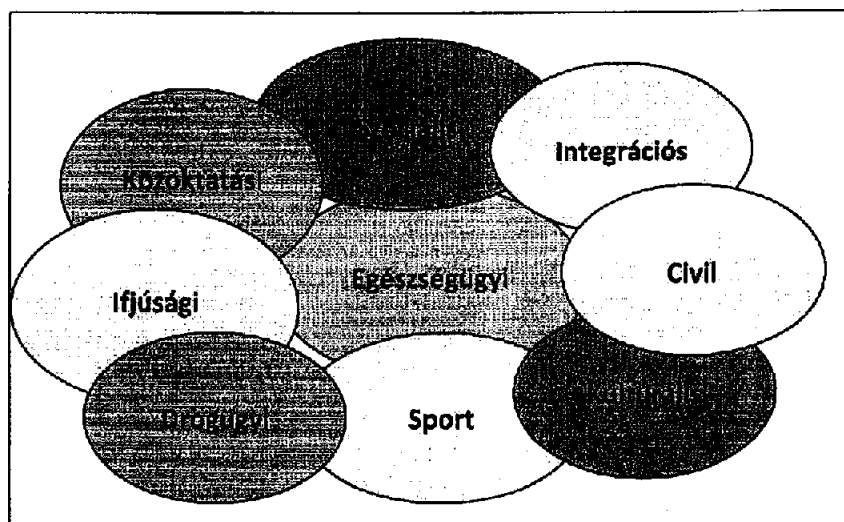 Integrációs
Közoktatási
Egészségügyi
Civil
Ifjúsági
Drogügyi
Sport